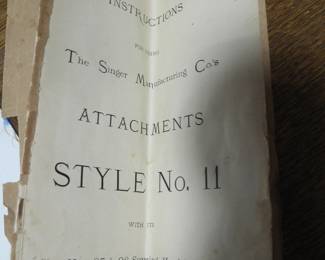 INSTRUCTIONS
FOR USING
The Singer Manufacturing Co.'s
ATTACHMENTS
STYLE No. 11
WITH ITS